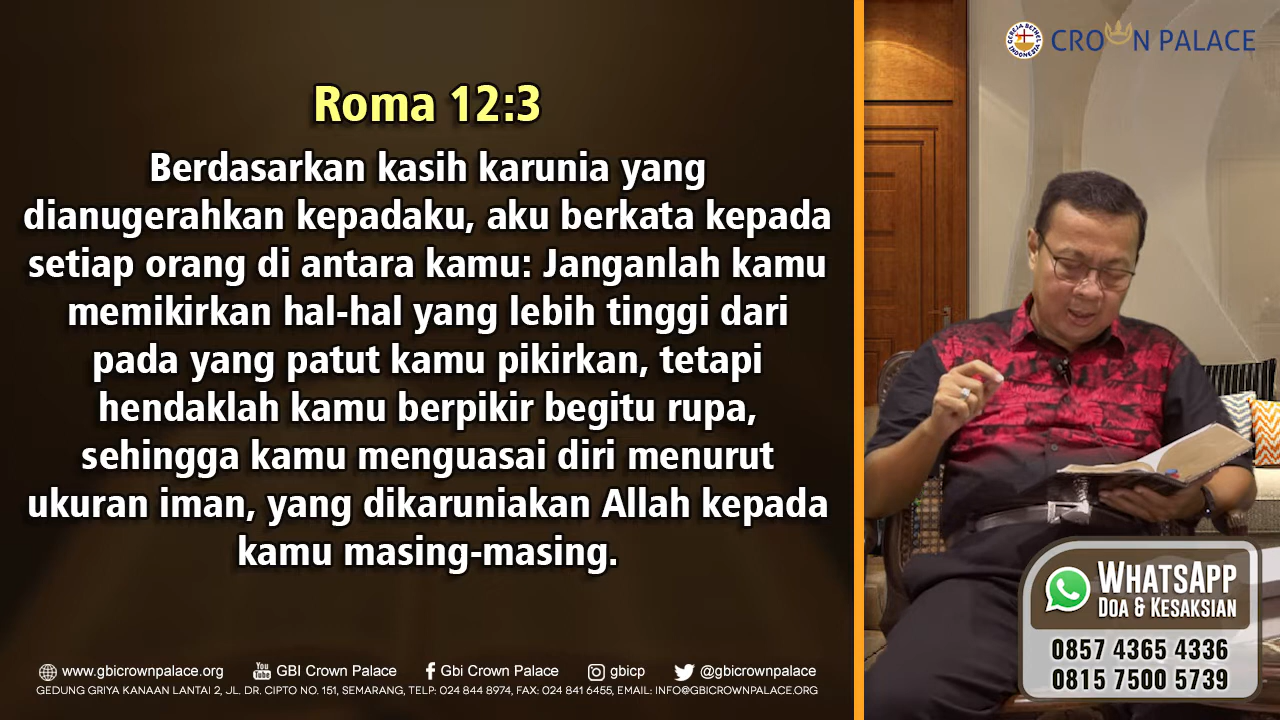 Roma 12:3
Berdasarkan kasih karunia yang
dianugerahkan kepadaku, aku berkata kepada
setiap orang di antara kamu: Janganlah kamu
memikirkan hal-hal yang lebih tinggi dari
pada yang patut kamu pikirkan, tetapi
hendaklah kamu berpikir begitu rupa,
sehingga kamu menguasai diri menurut
ukuran iman, yang dikaruniakan Allah kepada
kamu masing-masing.
www.gbicrownpalace.org You Tube GBI Crown Palace Gbi Crown Palace gbicp @gbicrownpalace
GEDUNG GRIYA KANAAN LANTAI 2, JL. DR. CIPTO NO. 151, SEMARANG, TELP: 024 844 8974, FAX: 024 841 6455, EMAIL: INFO@GBICROWNPALACE.ORG
GEREJA BETHEL INDONESIA
CROWN PALACE
WHATSAPP
DOA & KESAKSIAN
0857 4365 4336
0815 7500 5739